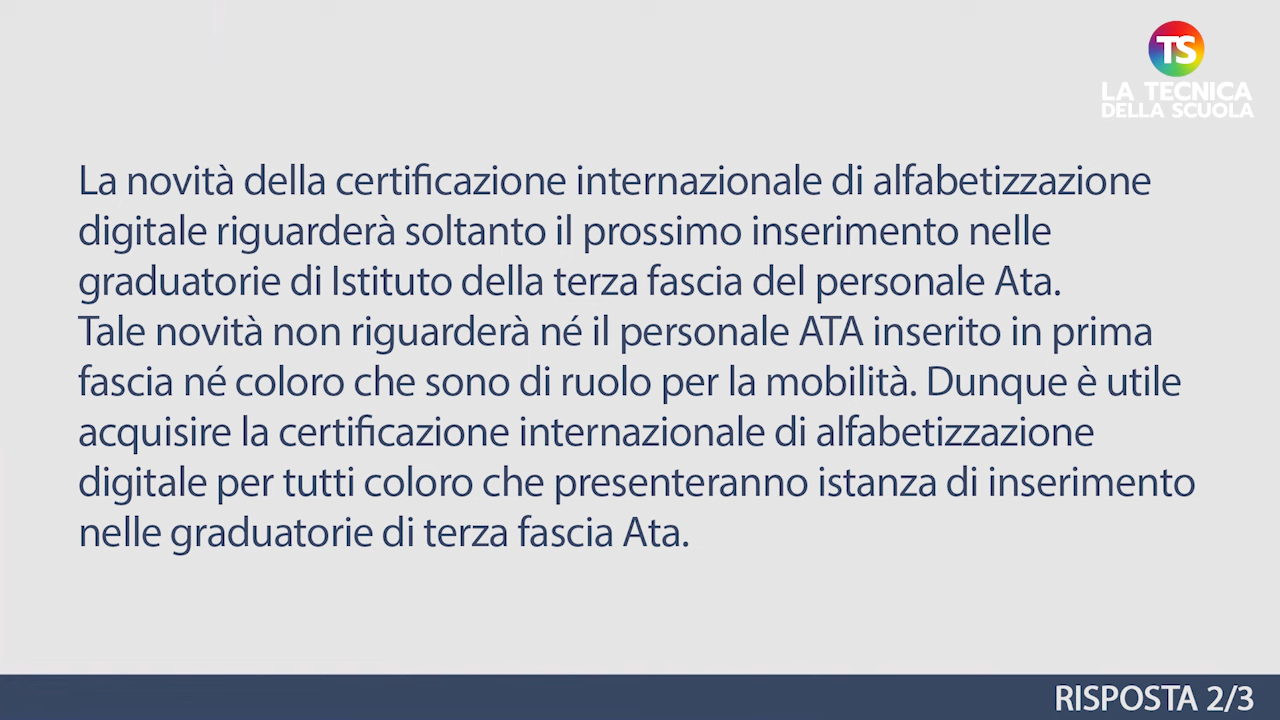 TS
LA TECNICA
DELLA SCUOLA
La novità della certificazione internazionale di alfabetizzazione
digitale riguarderà soltanto il prossimo inserimento nelle
graduatorie di Istituto della terza fascia del personale Ata.
Tale novità non riguarderà né il personale ATA inserito in prima
fascia né coloro che sono di ruolo per la mobilità. Dunque è utile
acquisire la certificazione internazionale di alfabetizzazione
digitale per tutti coloro che presenteranno istanza di inserimento
nelle graduatorie di terza fascia Ata.
RISPOSTA 2/3